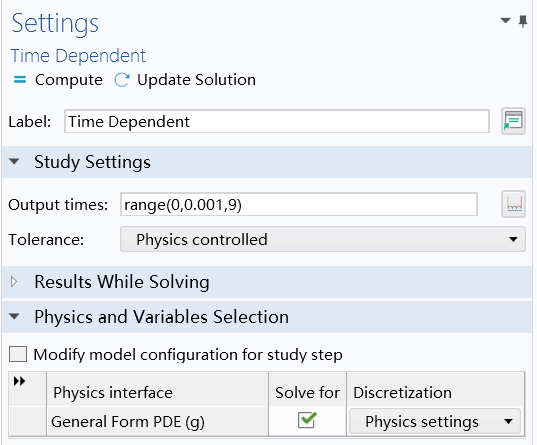 Settings
Time Dependent
Compute Update Solution
Label: Time Dependent
Study Settings
Output times: range(0,0.001,9)
Tolerance: Physics controlled
Results While Solving
Physics and Variables Selection
Modify model configuration for study step
Physics interface Solve for Discretization
General Form PDE (g) Physics settings